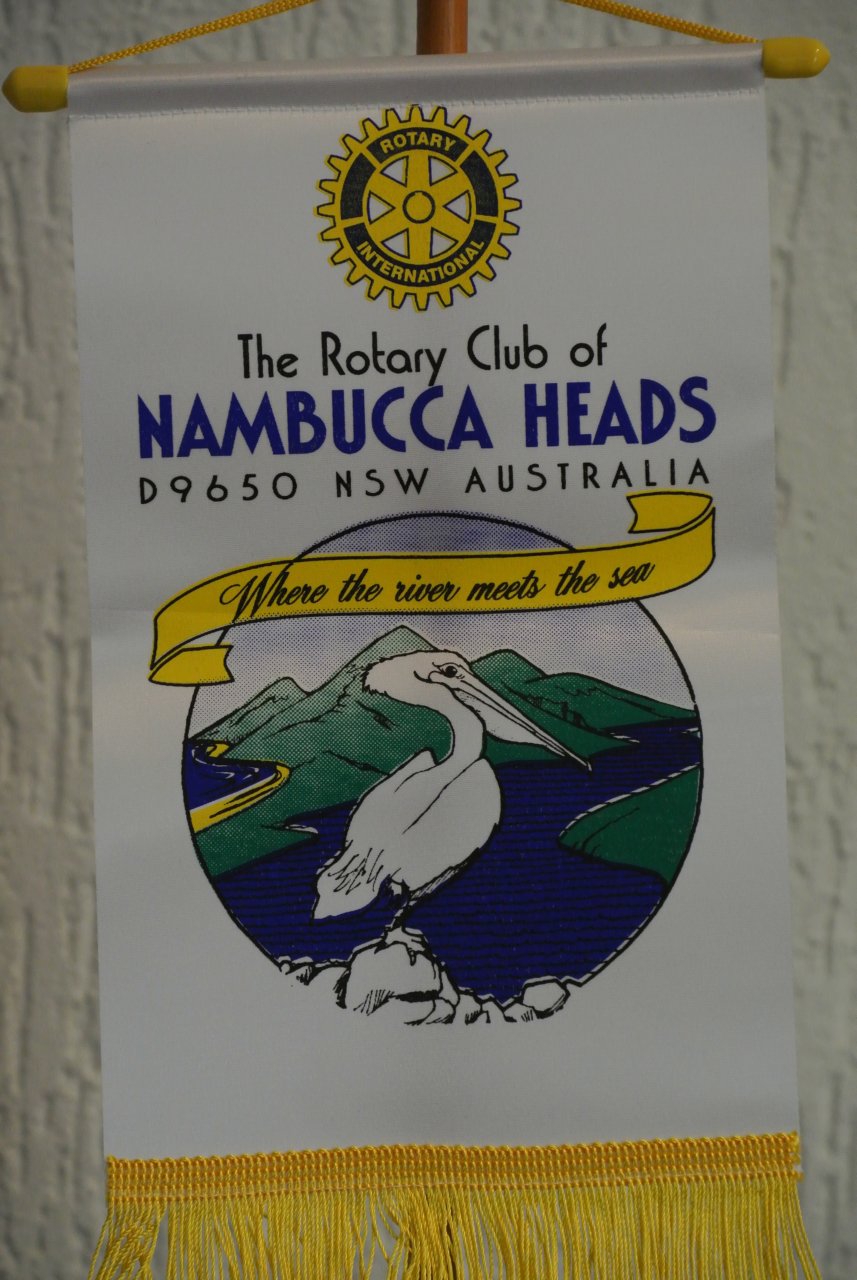 ROTARY
INTERNATIONAL
The Rotary Club of
NAMBUCCA HEADS
D9650 NSW AUSTRALIA
Where the river meets the sea